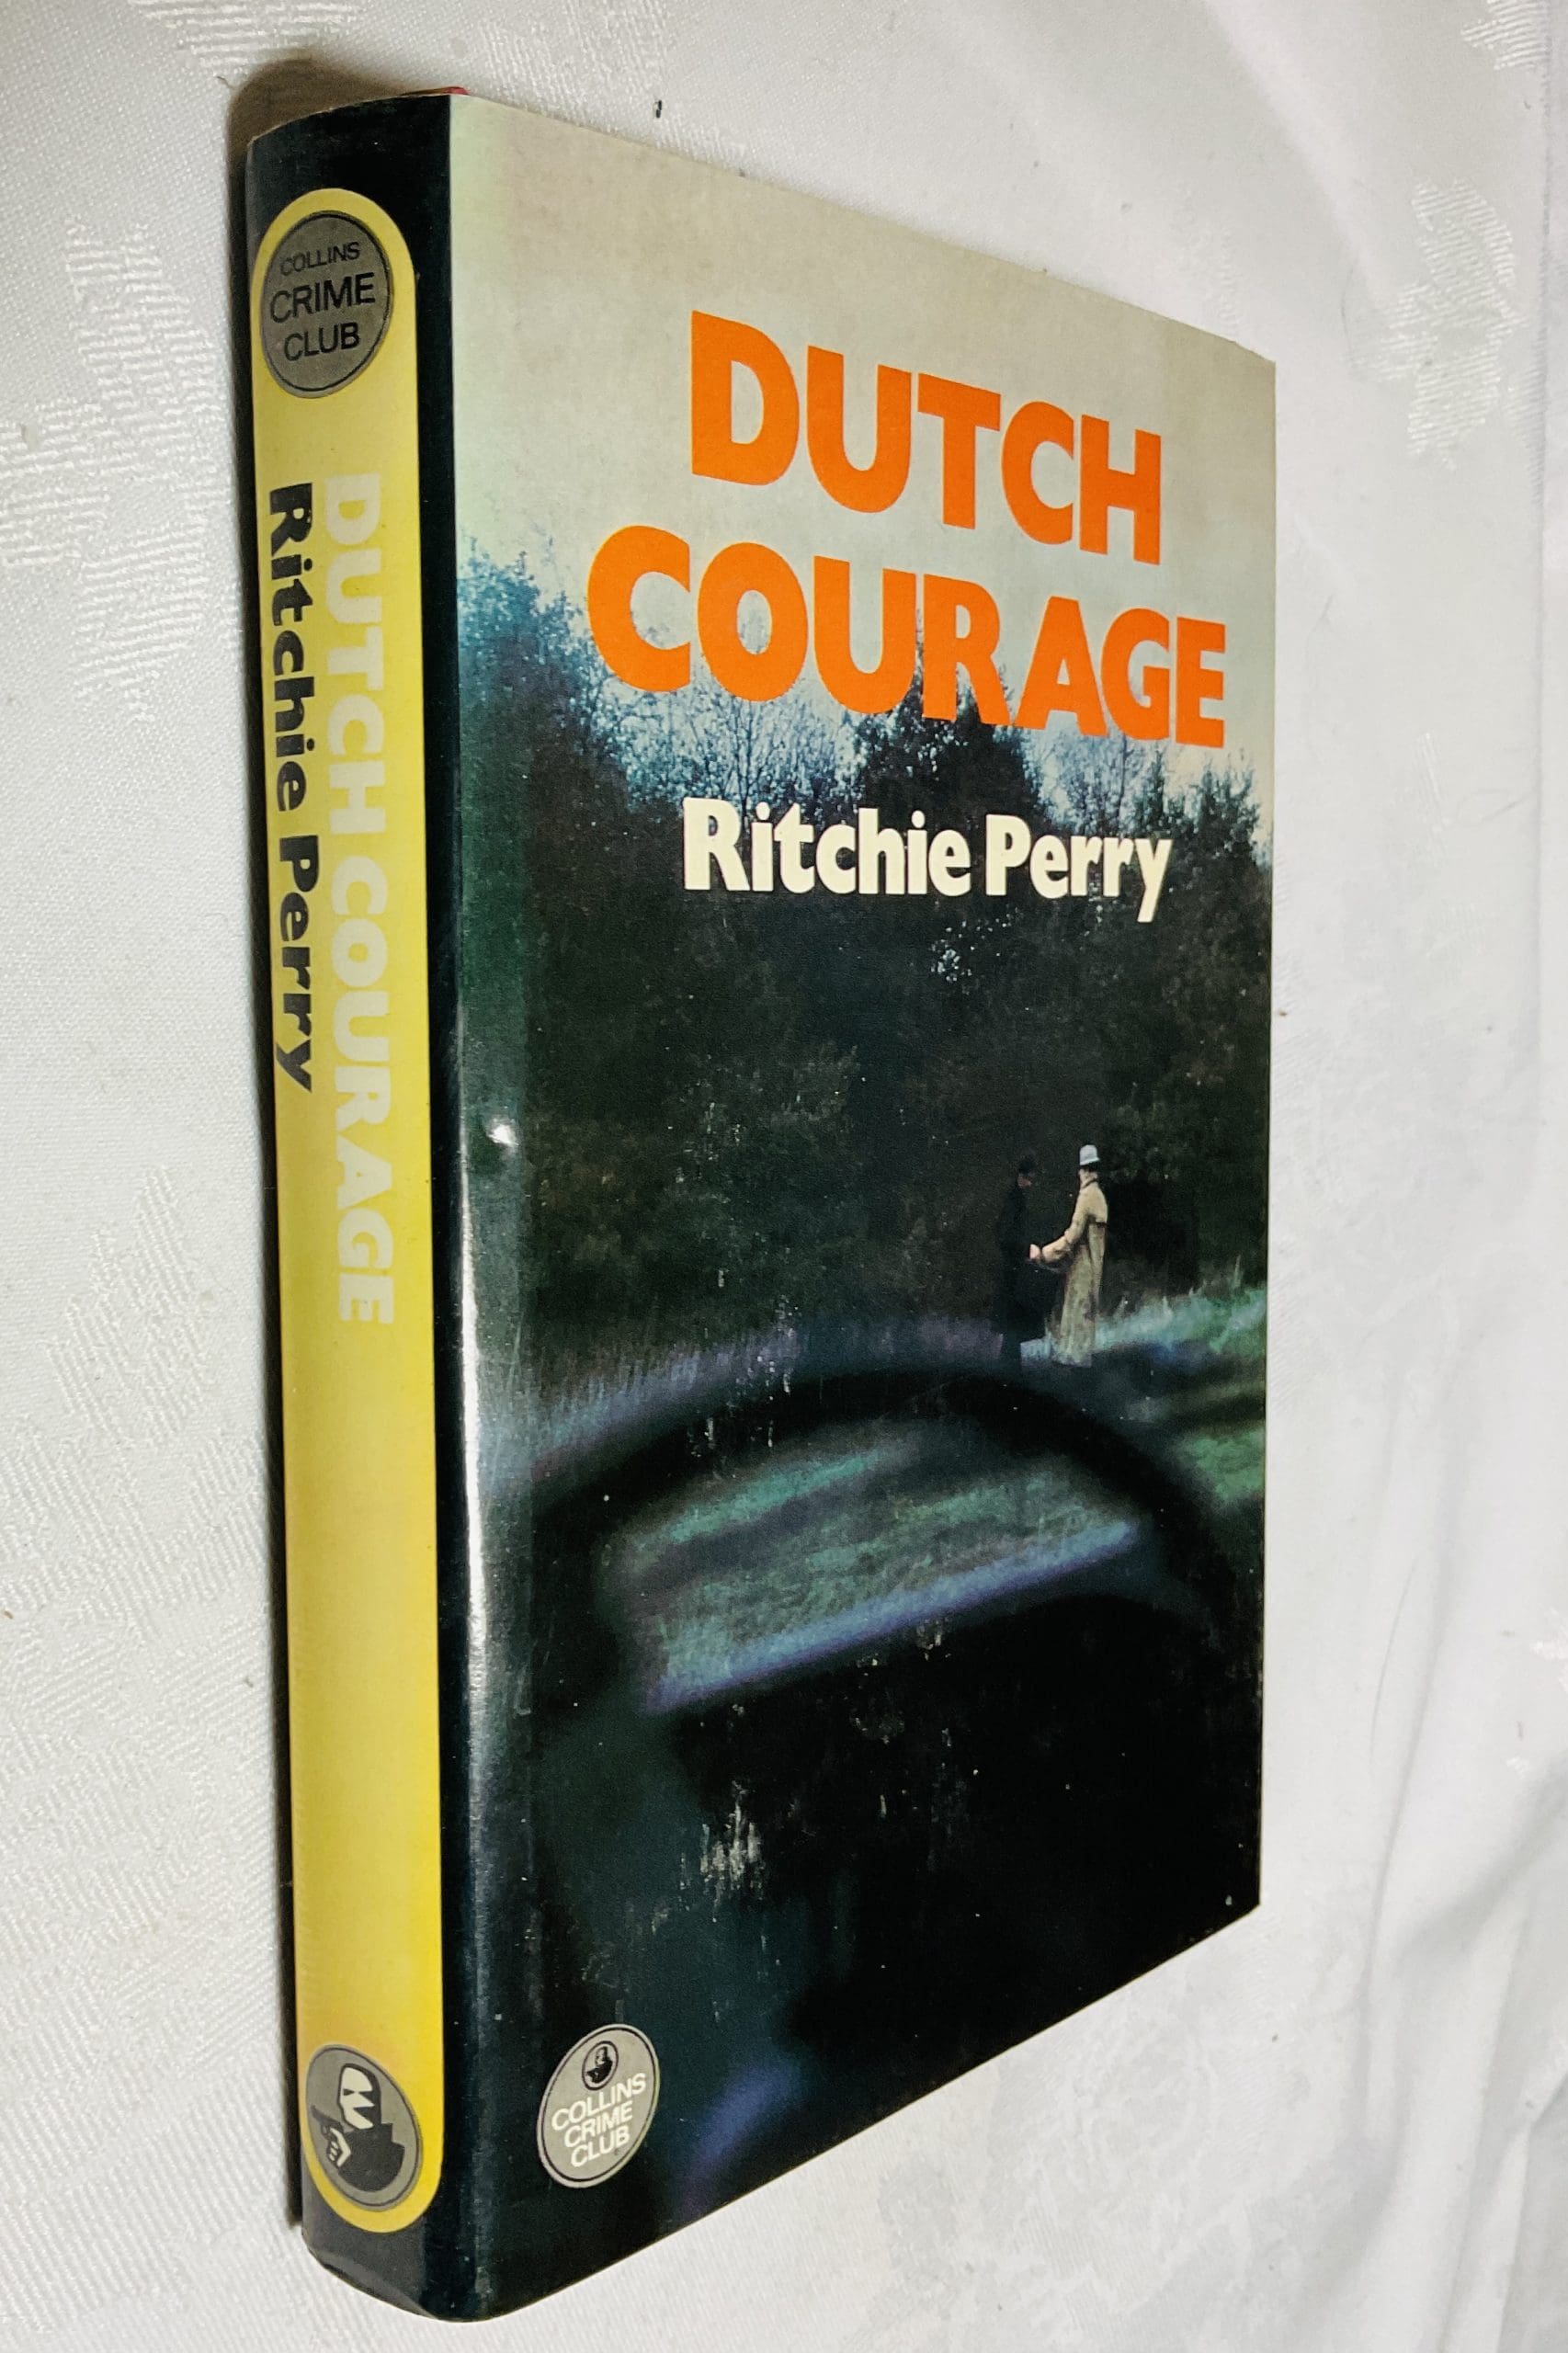 COLLINS
CRIME
CLUB
DUTCH COURAGE
Ritchie Perry
DUTCH
COURAGE
Ritchie Perry
COLLINS
CRIME
CLUB